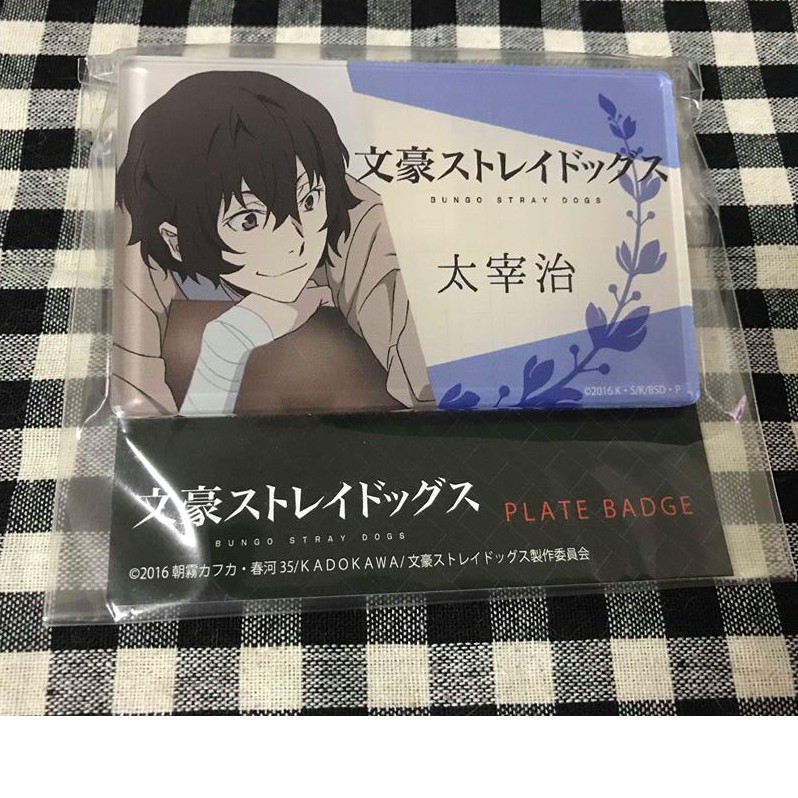 文豪ストレイドッグス
BUNGO STRAY DOGS
太宰治
©2016 K・S/K/BSD・P
文豪ストレイドッグス
PLATE BADGE
BUNGO STRAY DOGS
©2016 朝霧カフカ・春河35/KADOKAWA/文豪ストレイドッグス製作委員会